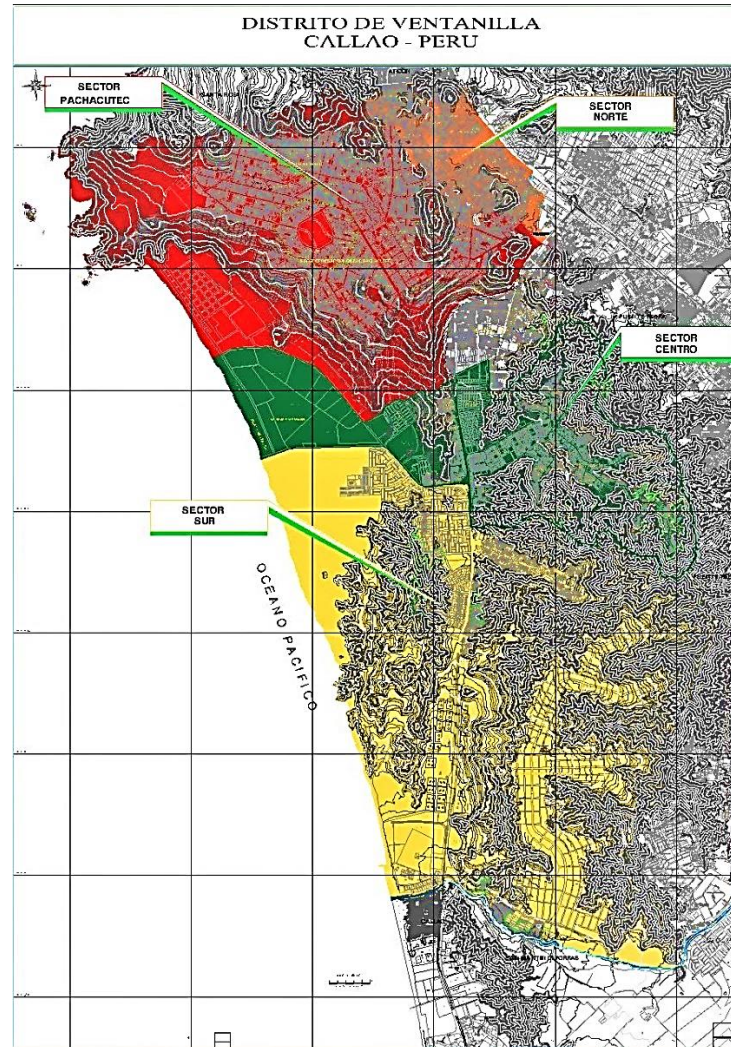 DISTRITO DE VENTANILLA
CALLAO - PERU
SECTOR
PACHACUTEC
SECTOR
NORTE
SECTOR
CENTRO
SECTOR
SUR
OCEANO PACIFICO